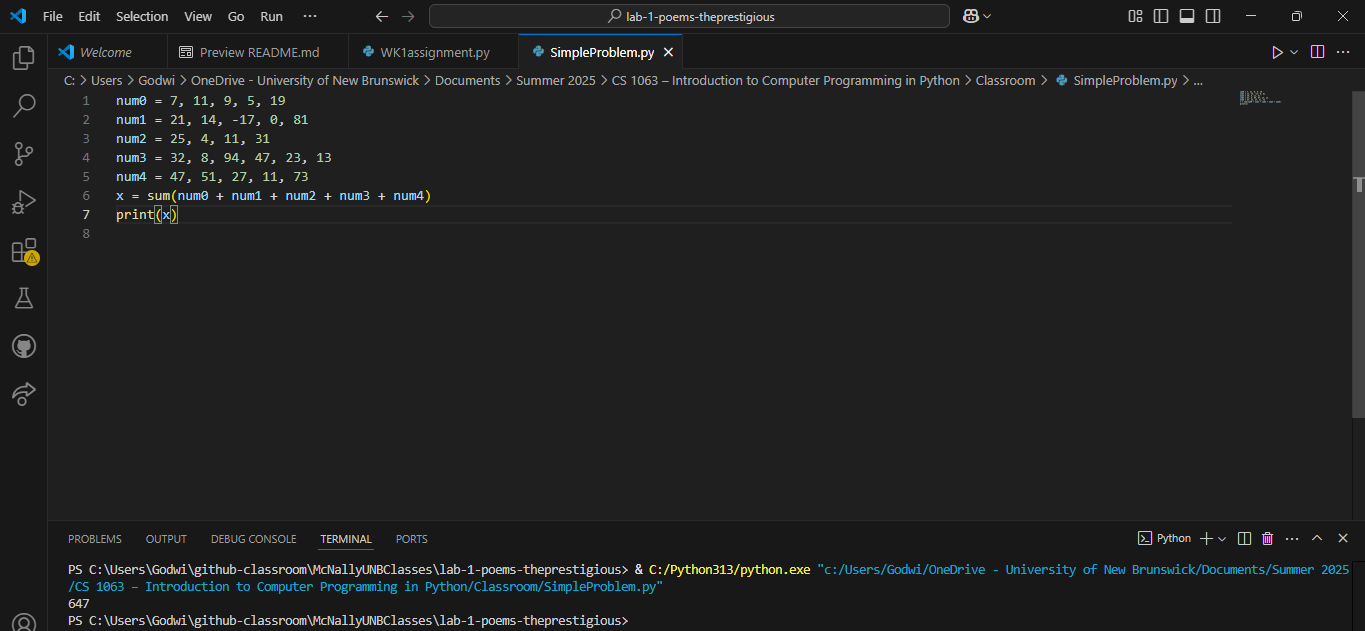 File Edit Selection View Go Run ··· lab-1-poems-theprestigious
Welcome Preview README.md WK1assignment.py SimpleProblem.py
C: > Users > Godwi > OneDrive - University of New Brunswick > Documents > Summer 2025 > CS 1063 – Introduction to Computer Programming in Python > Classroom > SimpleProblem.py > ...
1 num0 = 7, 11, 9, 5, 19
2 num1 = 21, 14, -17, 0, 81
3 num2 = 25, 4, 11, 31
4 num3 = 32, 8, 94, 47, 23, 13
5 num4 = 47, 51, 27, 11, 73
6 x = sum(num0 + num1 + num2 + num3 + num4)
7 print(x)
8
PROBLEMS OUTPUT DEBUG CONSOLE TERMINAL PORTS Python
PS C:\Users\Godwi\github-classroom\McNallyUNBClasses\lab-1-poems-theprestigious> & C:/Python313/python.exe "c:/Users/Godwi/OneDrive - University of New Brunswick/Documents/Summer 2025
/CS 1063 – Introduction to Computer Programming in Python/Classroom/SimpleProblem.py"
647
PS C:\Users\Godwi\github-classroom\McNallyUNBClasses\lab-1-poems-theprestigious>